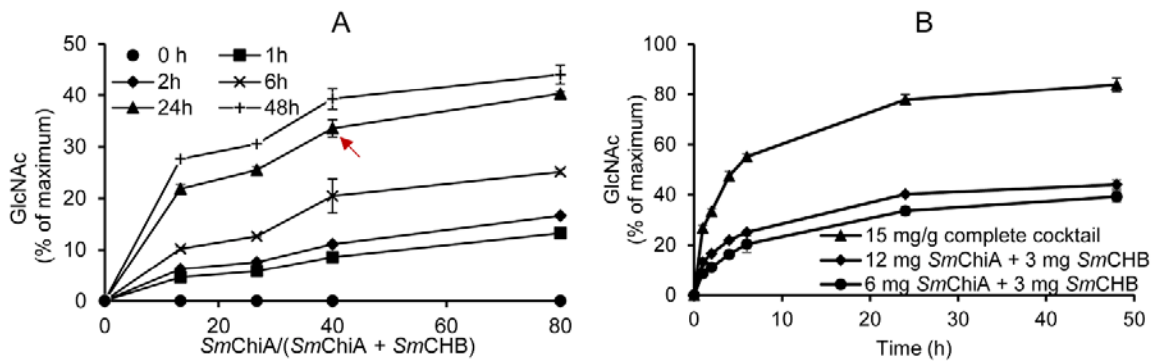 A
GlcNAc
(% of maximum)
50
40
30
20
10
0
0 h 1h
2h 6h
24h 48h
0 20 40 60 80
SmChiA/(SmChiA + SmCHB)
B
GlcNAc
(% of maximum)
100
80
60
40
20
0
15 mg/g complete cocktail
12 mg SmChiA + 3 mg SmCHB
6 mg SmChiA + 3 mg SmCHB
0 10 20 30 40 50
Time (h)